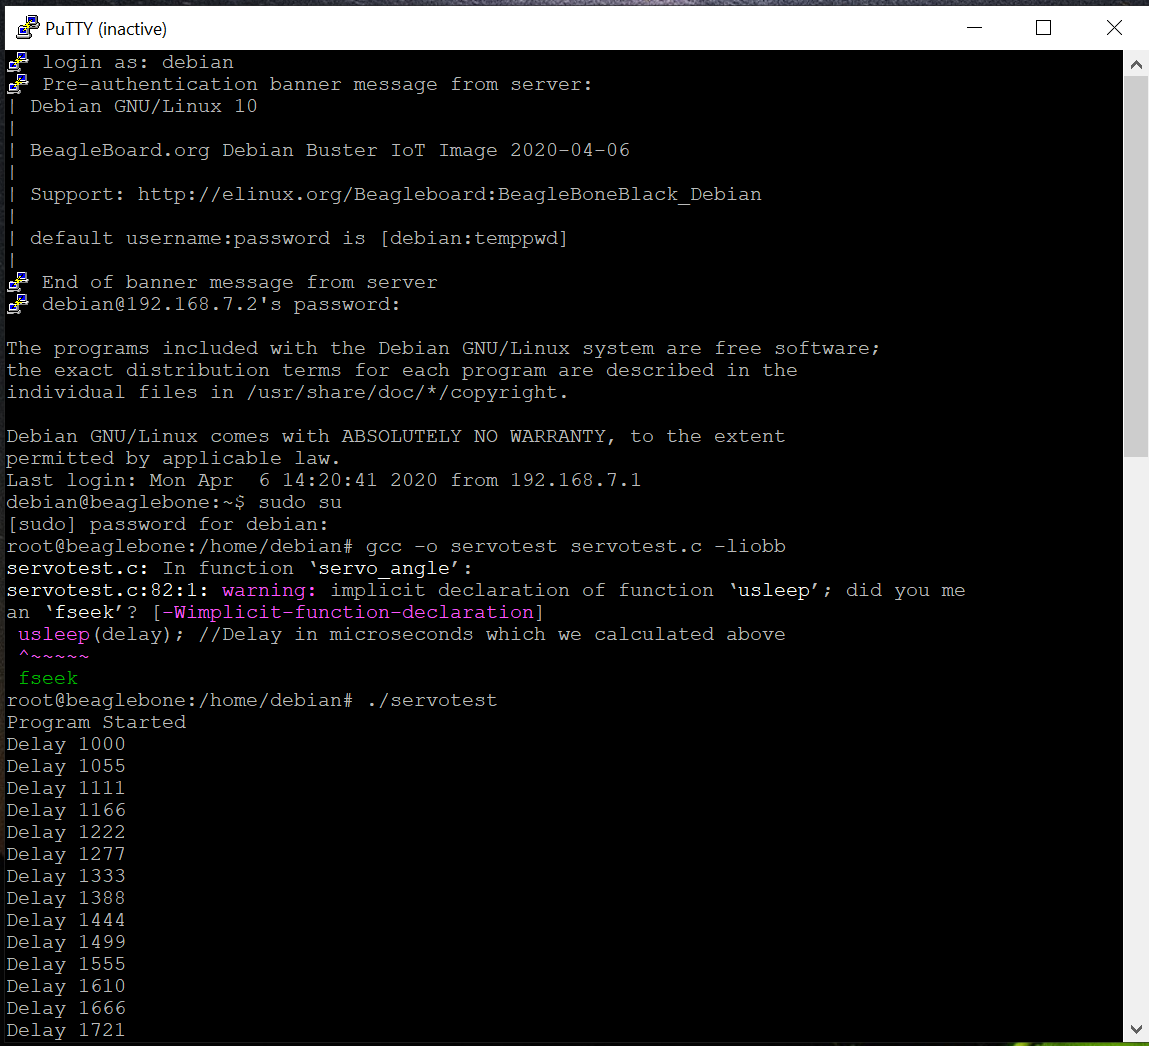 PuTTY (inactive)
login as: debian
Pre-authentication banner message from server:
| Debian GNU/Linux 10
|
| BeagleBoard.org Debian Buster IoT Image 2020-04-06
|
| Support: http://elinux.org/Beagleboard:BeagleBoneBlack_Debian
|
| default username:password is [debian:temppwd]
|
End of banner message from server
debian@192.168.7.2's password:
The programs included with the Debian GNU/Linux system are free software;
the exact distribution terms for each program are described in the
individual files in /usr/share/doc/*/copyright.
Debian GNU/Linux comes with ABSOLUTELY NO WARRANTY, to the extent
permitted by applicable law.
Last login: Mon Apr  6 14:20:41 2020 from 192.168.7.1
debian@beaglebone:~$ sudo su
[sudo] password for debian:
root@beaglebone:/home/debian# gcc -o servotest servotest.c -liobb
servotest.c: In function ‘servo_angle’:
servotest.c:82:1: warning: implicit declaration of function ‘usleep’; did you me
an ‘fseek’? [-Wimplicit-function-declaration]
 usleep(delay); //Delay in microseconds which we calculated above
 ^~~~~~
 fseek
root@beaglebone:/home/debian# ./servotest
Program Started
Delay 1000
Delay 1055
Delay 1111
Delay 1166
Delay 1222
Delay 1277
Delay 1333
Delay 1388
Delay 1444
Delay 1499
Delay 1555
Delay 1610
Delay 1666
Delay 1721